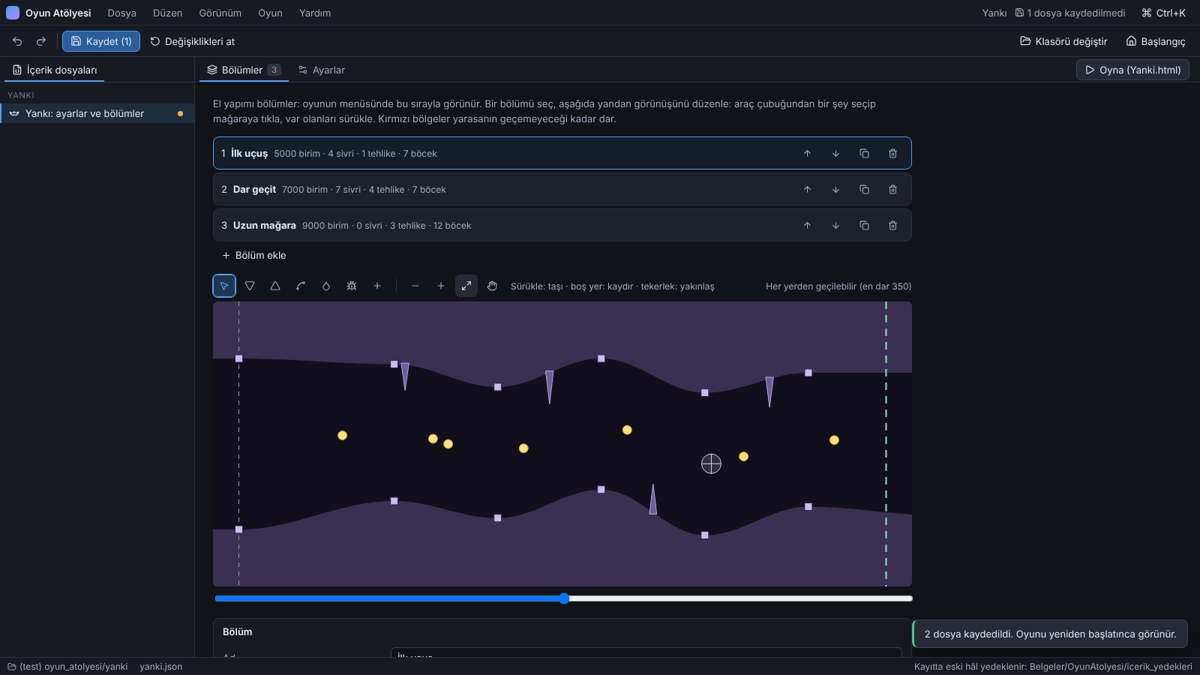 Oyun Atölyesi Dosya Düzen Görünüm Oyun Yardım Yankı 1 dosya kaydedilmedi ⌘ Ctrl+K
Kaydet (1) Değişiklikleri at Klasörü değiştir Başlangıç
İçerik dosyaları Bölümler 3 Ayarlar Oyna (Yanki.html)
YANKI
Yankı: ayarlar ve bölümler
El yapımı bölümler: oyunun menüsünde bu sırayla görünür. Bir bölümü seç, aşağıda yandan görünüşünü düzenle: araç çubuğundan bir şey seçip
mağaraya tıkla, var olanları sürükle. Kırmızı bölgeler yarasanın geçemeyeceği kadar dar.
1 İlk uçuş 5000 birim · 4 sivri · 1 tehlike · 7 böcek
2 Dar geçit 7000 birim · 7 sivri · 4 tehlike · 7 böcek
3 Uzun mağara 9000 birim · 0 sivri · 3 tehlike · 12 böcek
+ Bölüm ekle
Sürükle: taşı · boş yer: kaydır · tekerlek: yakınlaş Her yerden geçilebilir (en dar 350)
Bölüm
2 dosya kaydedildi. Oyunu yeniden başlatınca görünür.
(test) oyun_atolyesi/yanki yanki.json Kayıtta eski hâl yedeklenir: Belgeler/OyunAtolyesi/icerik_yedekleri